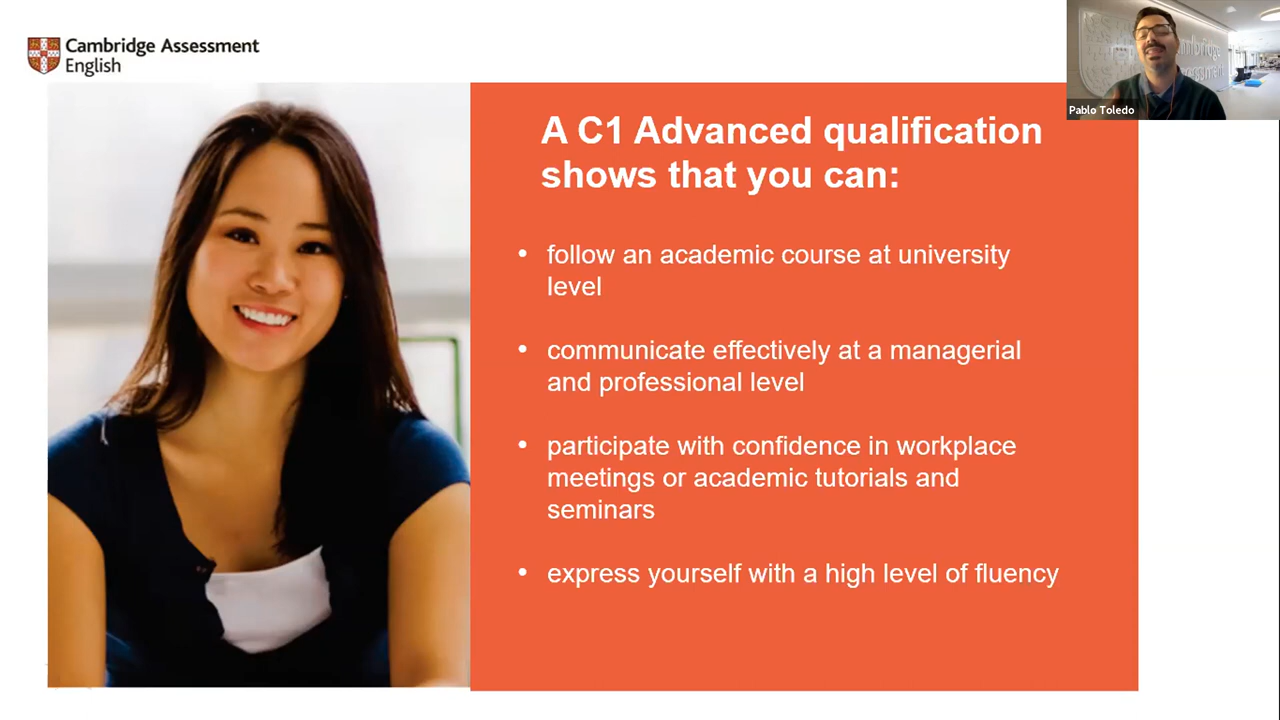 Cambridge Assessment
English
Pablo Toledo
A C1 Advanced qualification
shows that you can:
• follow an academic course at university
level
• communicate effectively at a managerial
and professional level
• participate with confidence in workplace
meetings or academic tutorials and
seminars
• express yourself with a high level of fluency